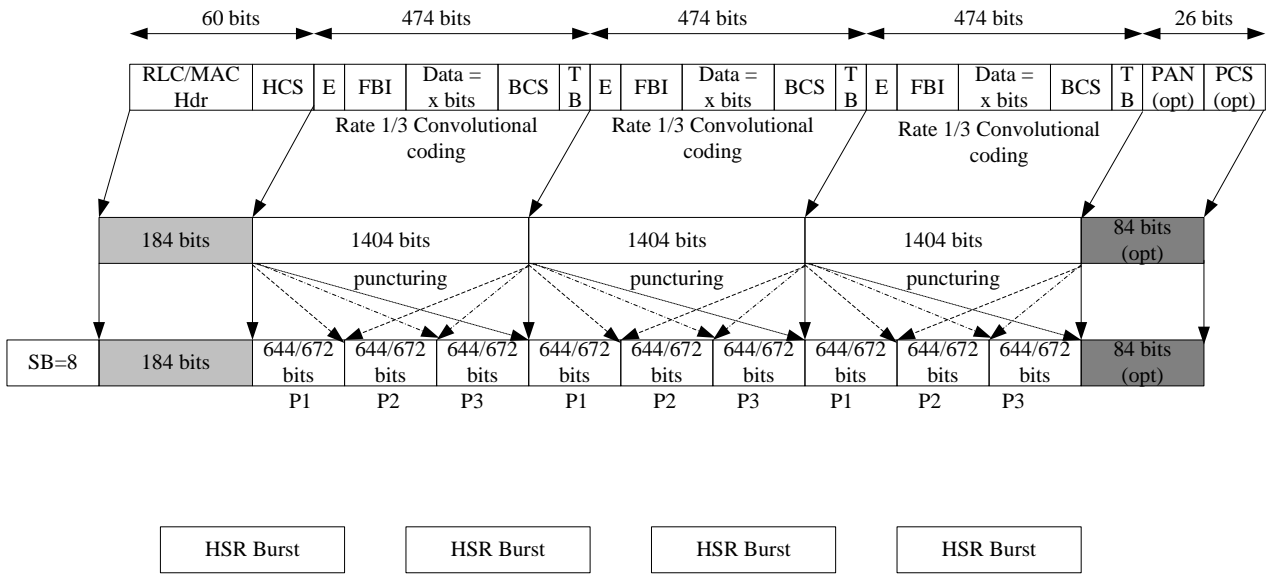 60 bits 474 bits 474 bits 474 bits 26 bits
RLC/MAC Hdr HCS E FBI Data = x bits BCS T B E FBI Data = x bits BCS T B E FBI Data = x bits BCS T B PAN (opt) PCS (opt)
Rate 1/3 Convolutional coding Rate 1/3 Convolutional coding Rate 1/3 Convolutional coding
184 bits 1404 bits 1404 bits 1404 bits 84 bits (opt)
puncturing puncturing puncturing
SB=8 184 bits 644/672 bits 644/672 bits 644/672 bits 644/672 bits 644/672 bits 644/672 bits 644/672 bits 644/672 bits 644/672 bits 84 bits (opt)
P1 P2 P3 P1 P2 P3 P1 P2 P3
HSR Burst HSR Burst HSR Burst HSR Burst